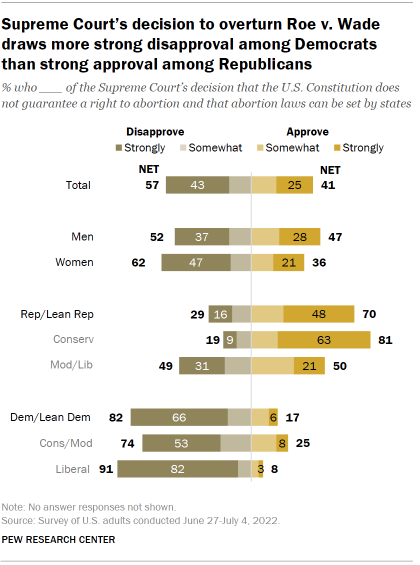 Supreme Court's decision to overturn Roe v. Wade
draws more strong disapproval among Democrats
than strong approval among Republicans
% who ___ of the Supreme Court's decision that the U.S. Constitution does
not guarantee a right to abortion and that abortion laws can be set by states
Disapprove Approve
Strongly Somewhat Somewhat Strongly
NET NET
Total 57 43 25 41
Men 52 37 28 47
Women 62 47 21 36
Rep/Lean Rep 29 16 48 70
Conserv 19 9 63 81
Mod/Lib 49 31 21 50
Dem/Lean Dem 82 66 6 17
Cons/Mod 74 53 8 25
Liberal 91 82 3 8
Note: No answer responses not shown.
Source: Survey of U.S. adults conducted June 27-July 4, 2022.
PEW RESEARCH CENTER